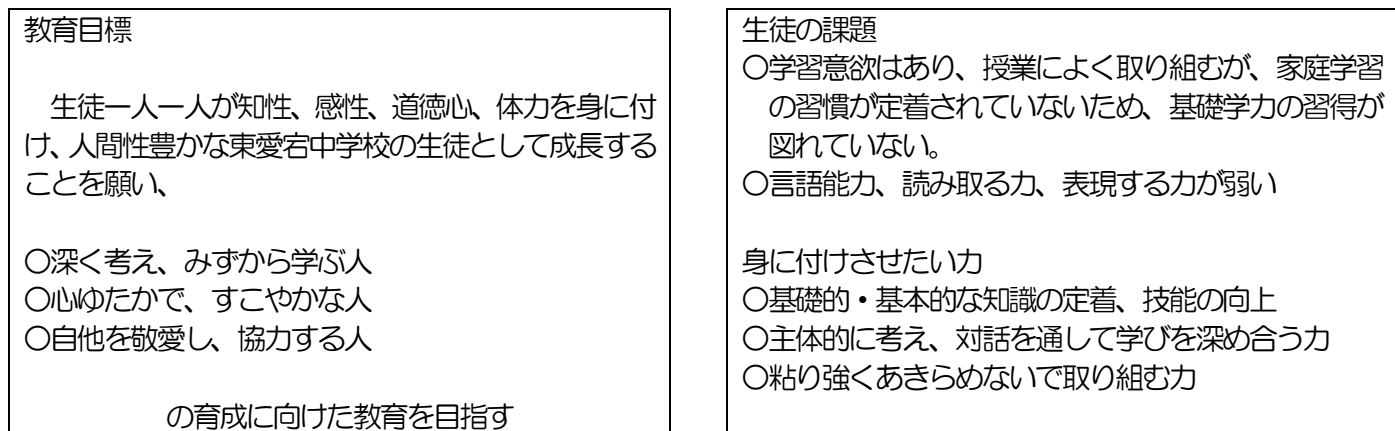 教育目標
生徒一人一人が知性、感性、道徳心、体力を身に付
け、人間性豊かな東愛宕中学校の生徒として成長する
ことを願い、
○深く考え、みずから学ぶ人
○心ゆたかで、すこやかな人
○自他を敬愛し、協力する人
の育成に向けた教育を目指す
生徒の課題
○学習意欲はあり、授業によく取り組むが、家庭学習
の習慣が定着されていないため、基礎学力の習得が
図れていない。
○言語能力、読み取る力、表現する力が弱い
身に付けさせたい力
○基礎的・基本的な知識の定着、技能の向上
○主体的に考え、対話を通して学びを深め合う力
○粘り強くあきらめないで取り組む力